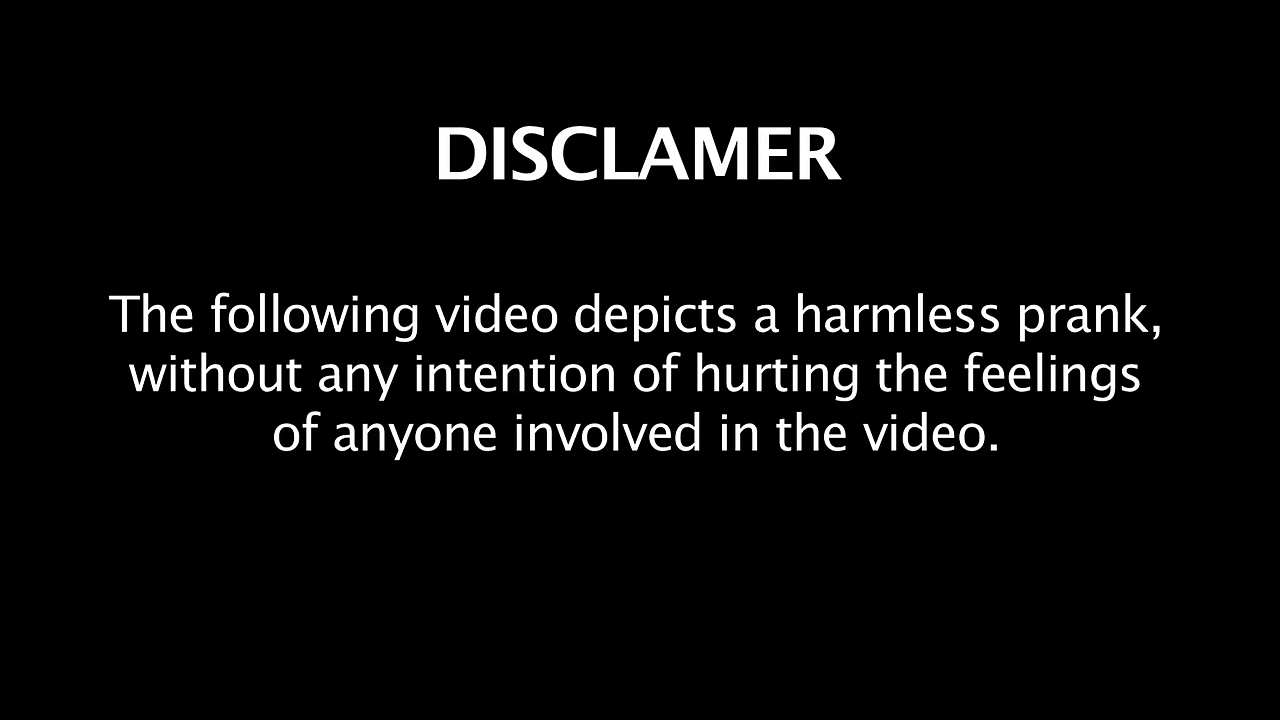 DISCLAMER
The following video depicts a harmless prank,
without any intention of hurting the feelings
of anyone involved in the video.